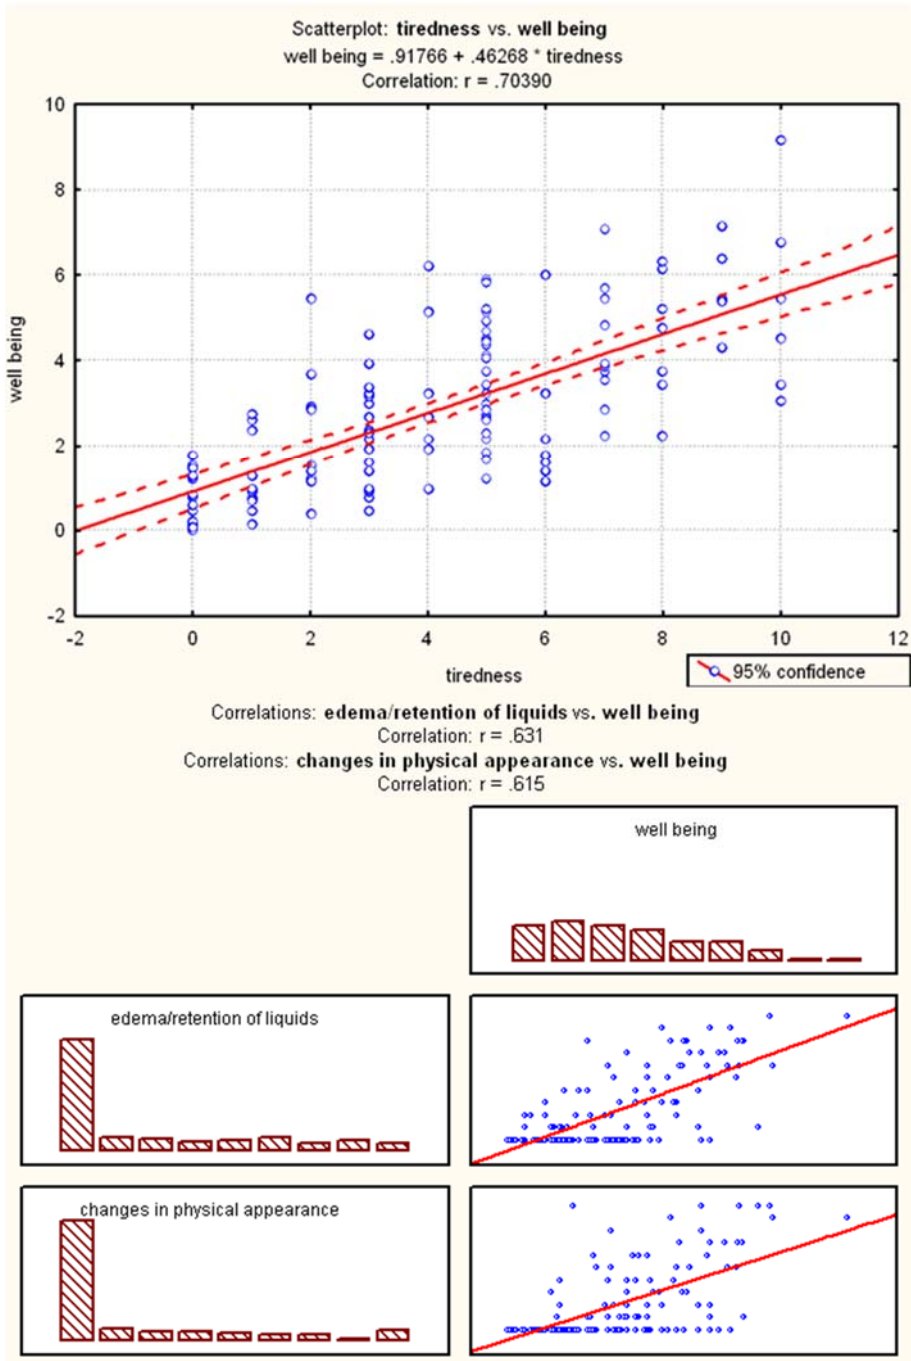 Scatterplot: tiredness vs. well being
well being = .91766 + .46268 * tiredness
Correlation: r = .70390
10
8
6
4
2
0
-2
well being
-2 0 2 4 6 8 10 12
tiredness
95% confidence
Correlations: edema/retention of liquids vs. well being
Correlation: r = .631
Correlations: changes in physical appearance vs. well being
Correlation: r = .615
well being
edema/retention of liquids
changes in physical appearance